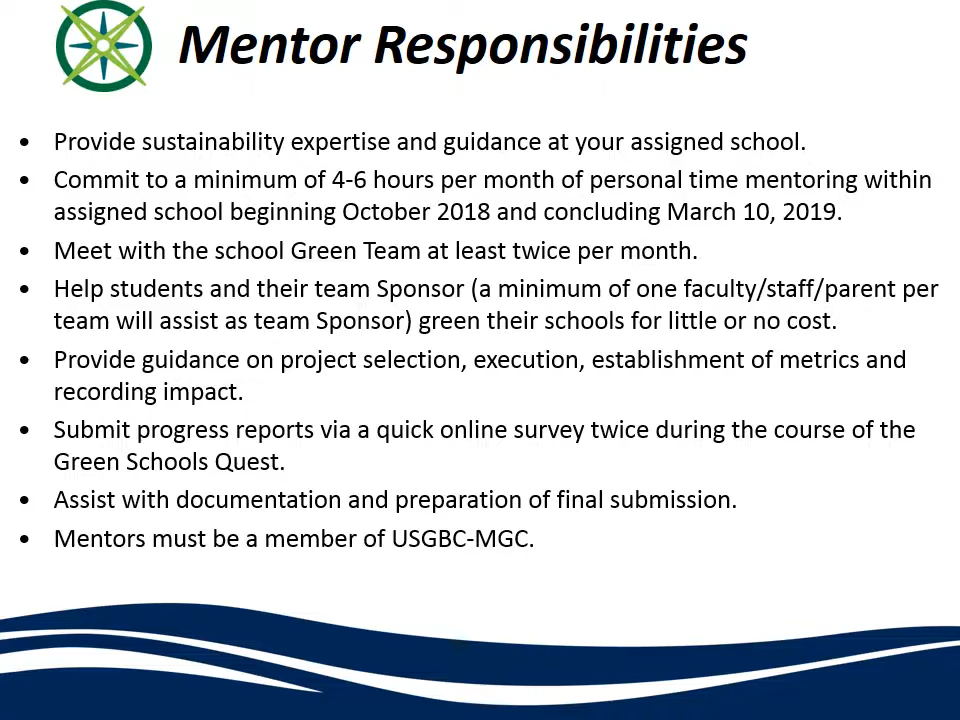 Mentor Responsibilities
• Provide sustainability expertise and guidance at your assigned school.
• Commit to a minimum of 4-6 hours per month of personal time mentoring within
assigned school beginning October 2018 and concluding March 10, 2019.
• Meet with the school Green Team at least twice per month.
• Help students and their team Sponsor (a minimum of one faculty/staff/parent per
team will assist as team Sponsor) green their schools for little or no cost.
• Provide guidance on project selection, execution, establishment of metrics and
recording impact.
• Submit progress reports via a quick online survey twice during the course of the
Green Schools Quest.
• Assist with documentation and preparation of final submission.
• Mentors must be a member of USGBC-MGC.